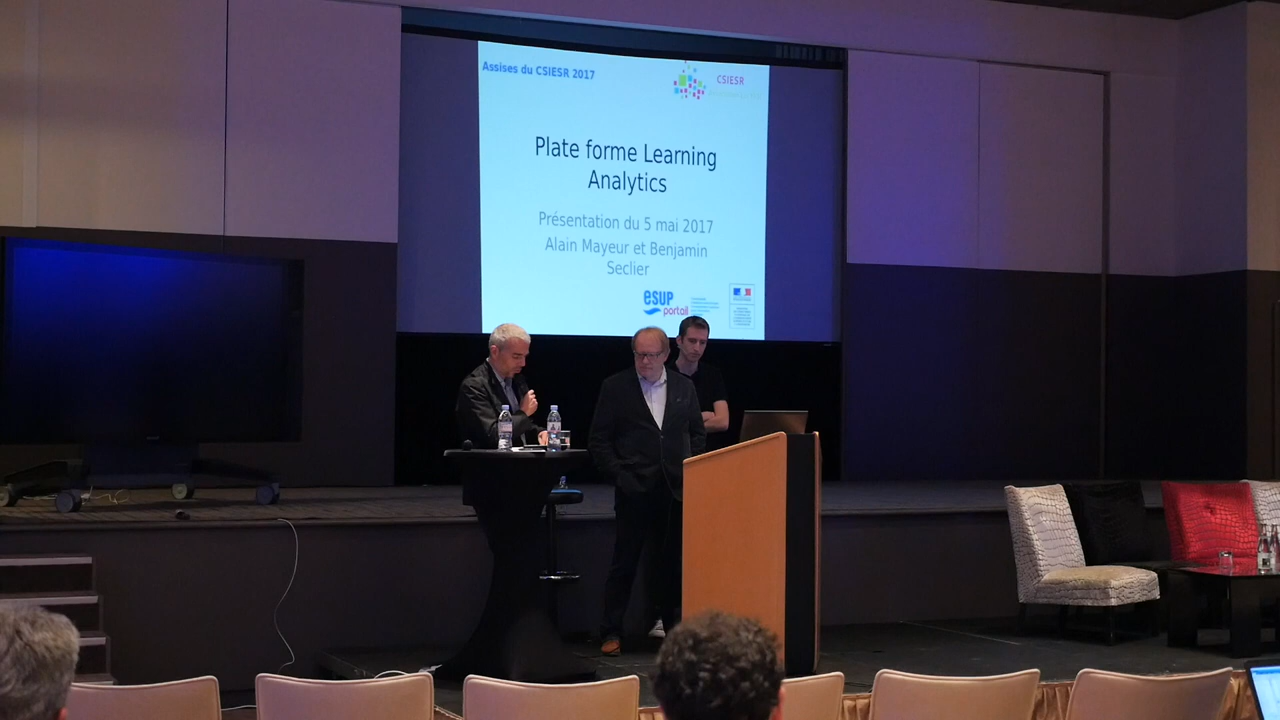 Assises du CSIESR 2017
CSIESR
Plate forme Learning
Analytics
Présentation du 5 mai 2017
Alain Mayeur et Benjamin
Seclier
esup
portail